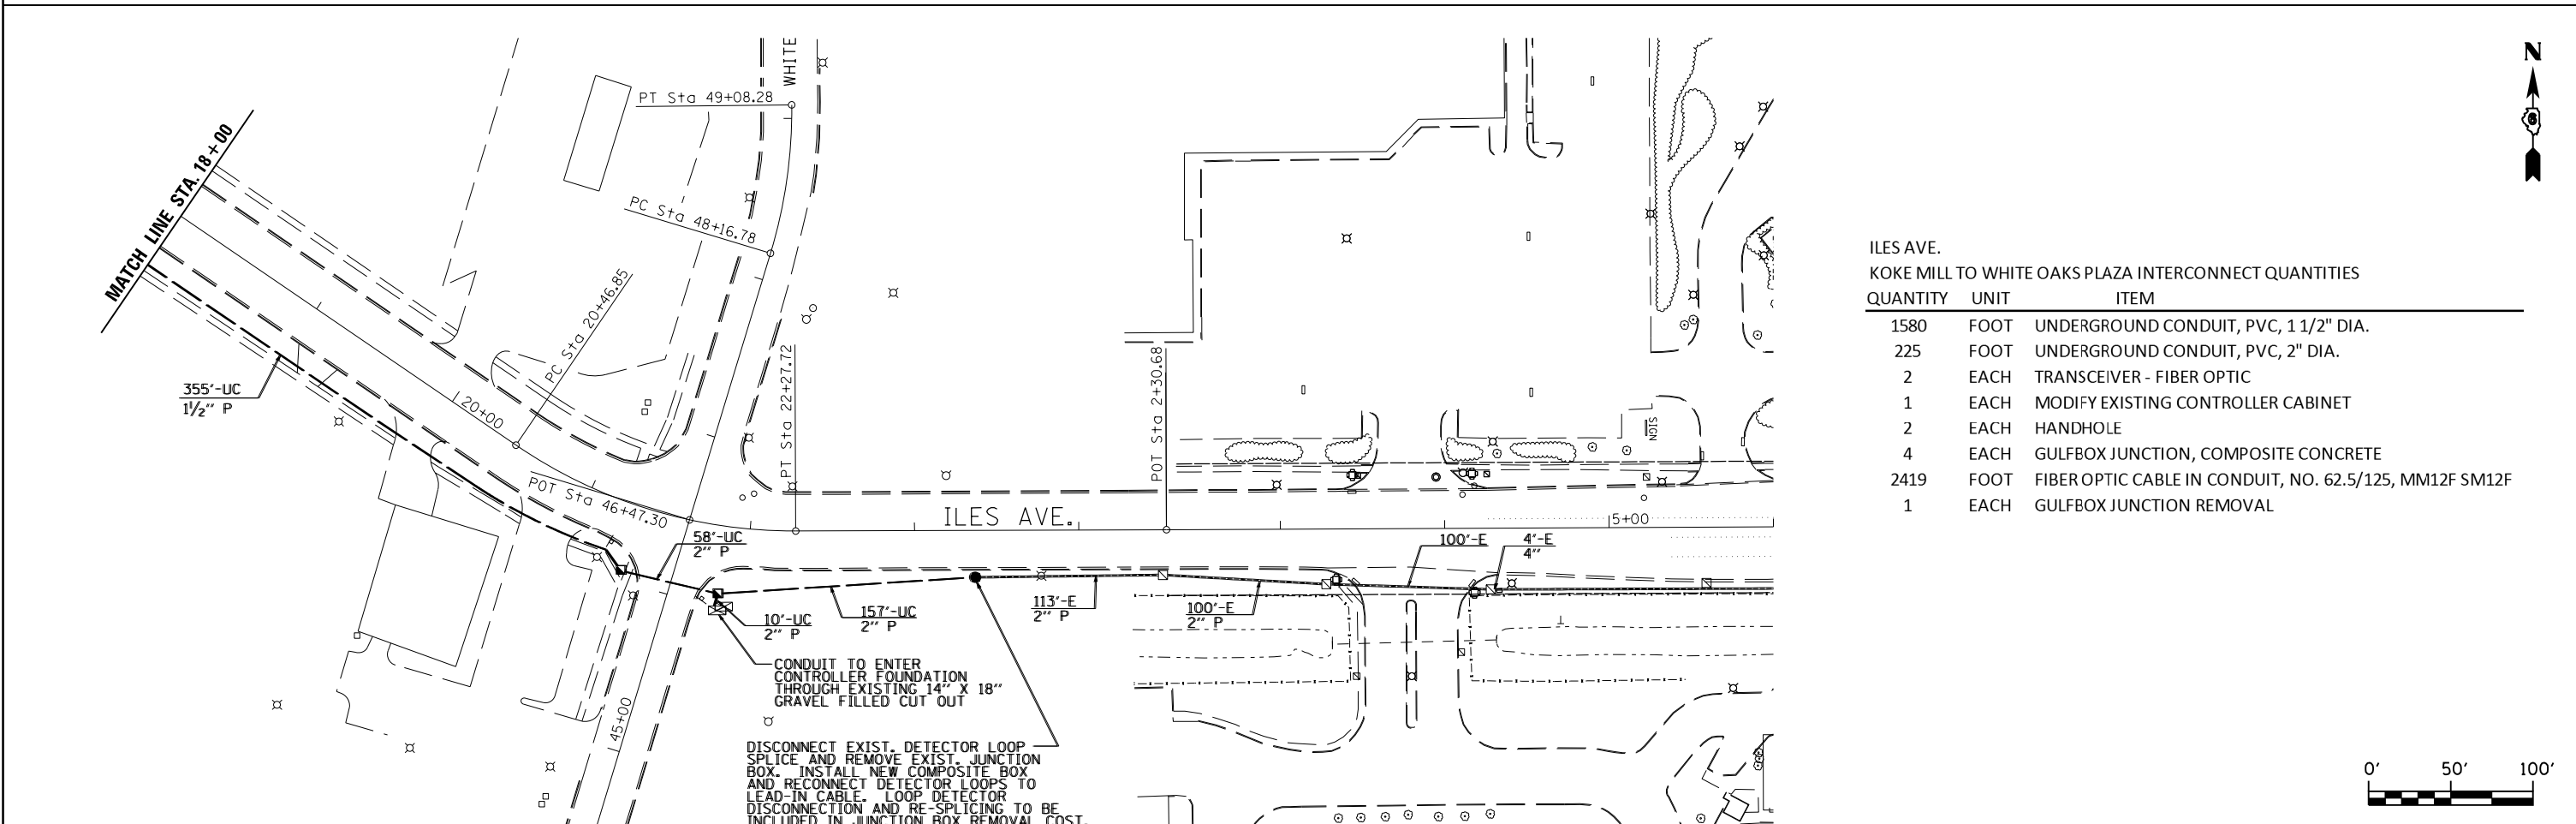 WHITE
PT Sta 49+08.28
PC Sta 48+16.78
MATCH LINE STA. 18+00
PC Sta 20+46.85
20+00
355'-UC
1 1/2" P
PT Sta 22+27.72
POT Sta 2+30.68
POT Sta 46+47.30
ILES AVE.
SIGN
5+00
58'-UC
2" P
10'-UC
2" P
157'-UC
2" P
113'-E
2" P
100'-E
2" P
100'-E
4'-E
4"
CONDUIT TO ENTER
CONTROLLER FOUNDATION
THROUGH EXISTING 14" X 18"
GRAVEL FILLED CUT OUT
45+00
DISCONNECT EXIST. DETECTOR LOOP
SPLICE AND REMOVE EXIST. JUNCTION
BOX. INSTALL NEW COMPOSITE BOX
AND RECONNECT DETECTOR LOOPS TO
LEAD-IN CABLE. LOOP DETECTOR
DISCONNECTION AND RE-SPLICING TO BE
INCLUDED IN JUNCTION BOX REMOVAL COST.
N
6
ILES AVE.
KOKE MILL TO WHITE OAKS PLAZA INTERCONNECT QUANTITIES
QUANTITY UNIT ITEM
1580 FOOT UNDERGROUND CONDUIT, PVC, 1 1/2" DIA.
225 FOOT UNDERGROUND CONDUIT, PVC, 2" DIA.
2 EACH TRANSCEIVER - FIBER OPTIC
1 EACH MODIFY EXISTING CONTROLLER CABINET
2 EACH HANDHOLE
4 EACH GULFBOX JUNCTION, COMPOSITE CONCRETE
2419 FOOT FIBER OPTIC CABLE IN CONDUIT, NO. 62.5/125, MM12F SM12F
1 EACH GULFBOX JUNCTION REMOVAL
0' 50' 100'